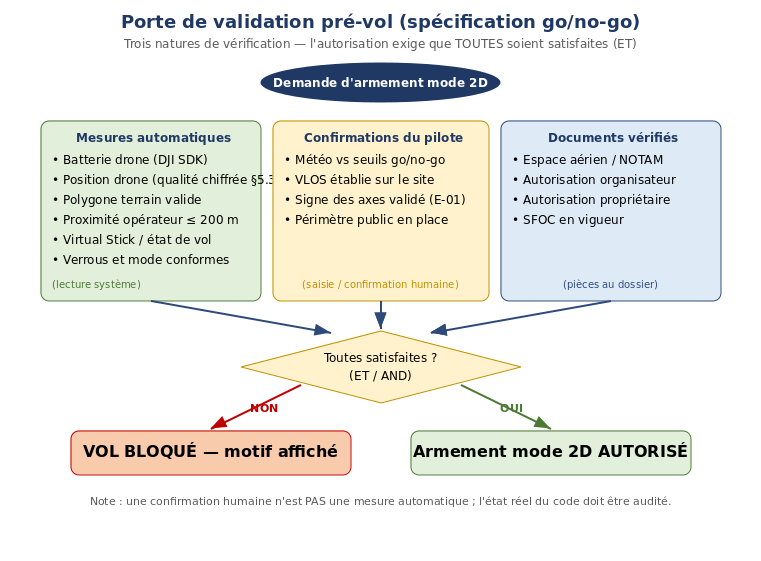 Porte de validation pré-vol (spécification go/no-go)
Trois natures de vérification — l'autorisation exige que TOUTES soient satisfaites (ET)
Demande d'armement mode 2D
Mesures automatiques
• Batterie drone (DJI SDK)
• Position drone (qualité chiffrée §5.3
• Polygone terrain valide
• Proximité opérateur ≤ 200 m
• Virtual Stick / état de vol
• Verrous et mode conformes
(lecture système)
Confirmations du pilote
• Météo vs seuils go/no-go
• VLOS établie sur le site
• Signe des axes validé (E-01)
• Périmètre public en place
(saisie / confirmation humaine)
Documents vérifiés
• Espace aérien / NOTAM
• Autorisation organisateur
• Autorisation propriétaire
• SFOC en vigueur
(pièces au dossier)
Toutes satisfaites ?
(ET / AND)
NON
OUI
VOL BLOQUÉ — motif affiché
Armement mode 2D AUTORISÉ
Note : une confirmation humaine n'est PAS une mesure automatique ; l'état réel du code doit être audité.